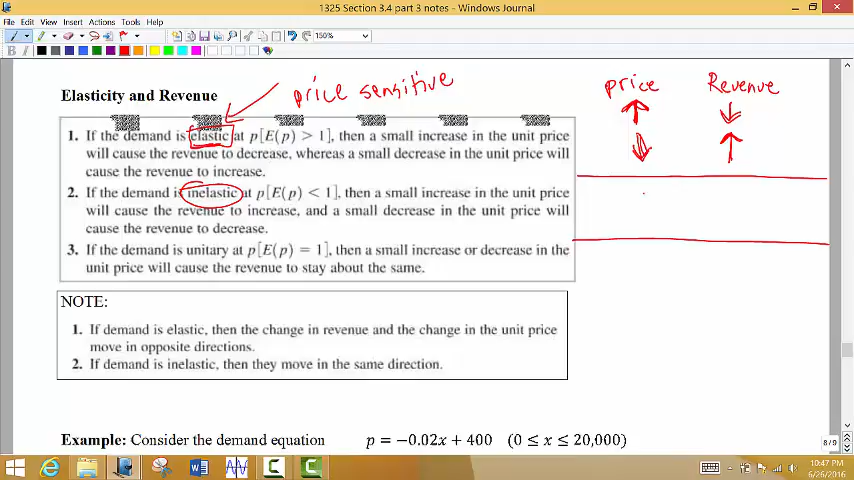 1325 Section 3.4 part 3 notes - Windows Journal
File Edit View Insert Actions Tools Help
150%
B I
Elasticity and Revenue
price sensitive
price Revenue
1. If the demand is elastic at p[E(p) > 1], then a small increase in the unit price
will cause the revenue to decrease, whereas a small decrease in the unit price will
cause the revenue to increase.
2. If the demand is inelastic at p[E(p) < 1], then a small increase in the unit price
will cause the revenue to increase, and a small decrease in the unit price will
cause the revenue to decrease.
3. If the demand is unitary at p[E(p) = 1], then a small increase or decrease in the
unit price will cause the revenue to stay about the same.
NOTE:
1. If demand is elastic, then the change in revenue and the change in the unit price
move in opposite directions.
2. If demand is inelastic, then they move in the same direction.
Example: Consider the demand equation p = −0.02x + 400 (0 ≤ x ≤ 20,000)
8/9
10:47 PM
6/26/2016